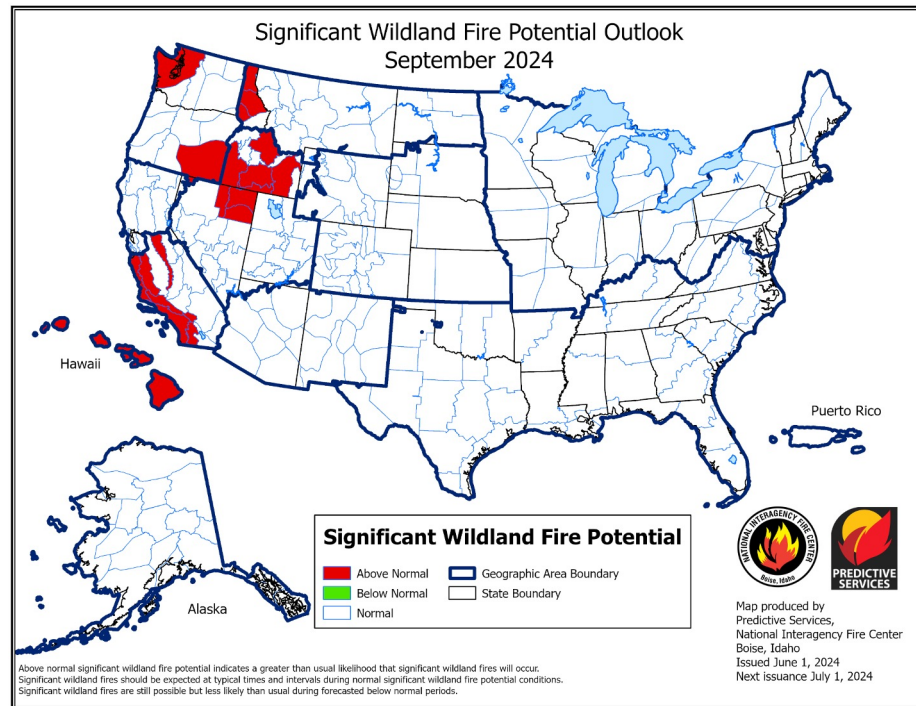 Significant Wildland Fire Potential Outlook
September 2024
Hawaii
Puerto Rico
Alaska
Significant Wildland Fire Potential
Above Normal
Below Normal
Normal
Geographic Area Boundary
State Boundary
NATIONAL INTERAGENCY FIRE CENTER
Boise, Idaho
PREDICTIVE
SERVICES
Map produced by
Predictive Services,
National Interagency Fire Center
Boise, Idaho
Issued June 1, 2024
Next issuance July 1, 2024
Above normal significant wildland fire potential indicates a greater than usual likelihood that significant wildland fires will occur.
Significant wildland fires should be expected at typical times and intervals during normal significant wildland fire potential conditions.
Significant wildland fires are still possible but less likely than usual during forecasted below normal periods.